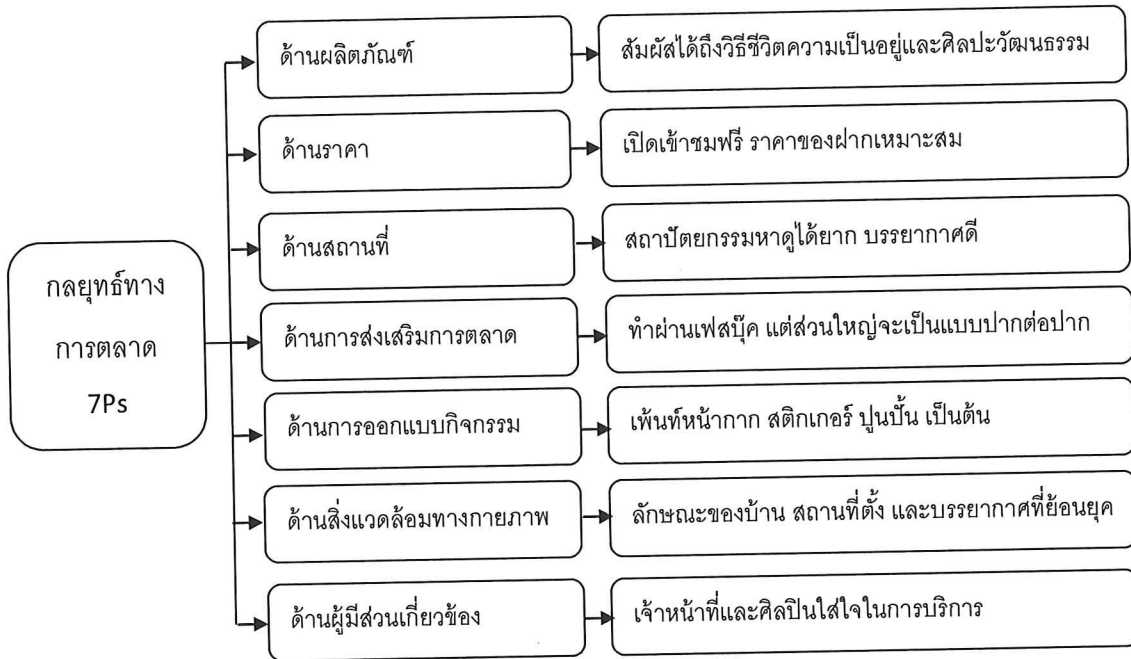 กลยุทธ์ทาง
การตลาด
7Ps
ด้านผลิตภัณฑ์
สัมผัสได้ถึงวิธีชีวิตความเป็นอยู่และศิลปะวัฒนธรรม
ด้านราคา
เปิดเข้าชมฟรี ราคาของฝากเหมาะสม
ด้านสถานที่
สถาปัตยกรรมหาดูได้ยาก บรรยากาศดี
ด้านการส่งเสริมการตลาด
ทำผ่านเฟสบุ๊ค แต่ส่วนใหญ่จะเป็นแบบปากต่อปาก
ด้านการออกแบบกิจกรรม
เพ้นท์หน้ากาก สติกเกอร์ ปูนปั้น เป็นต้น
ด้านสิ่งแวดล้อมทางกายภาพ
ลักษณะของบ้าน สถานที่ตั้ง และบรรยากาศที่ย้อนยุค
ด้านผู้มีส่วนเกี่ยวข้อง
เจ้าหน้าที่และศิลปินใส่ใจในการบริการ